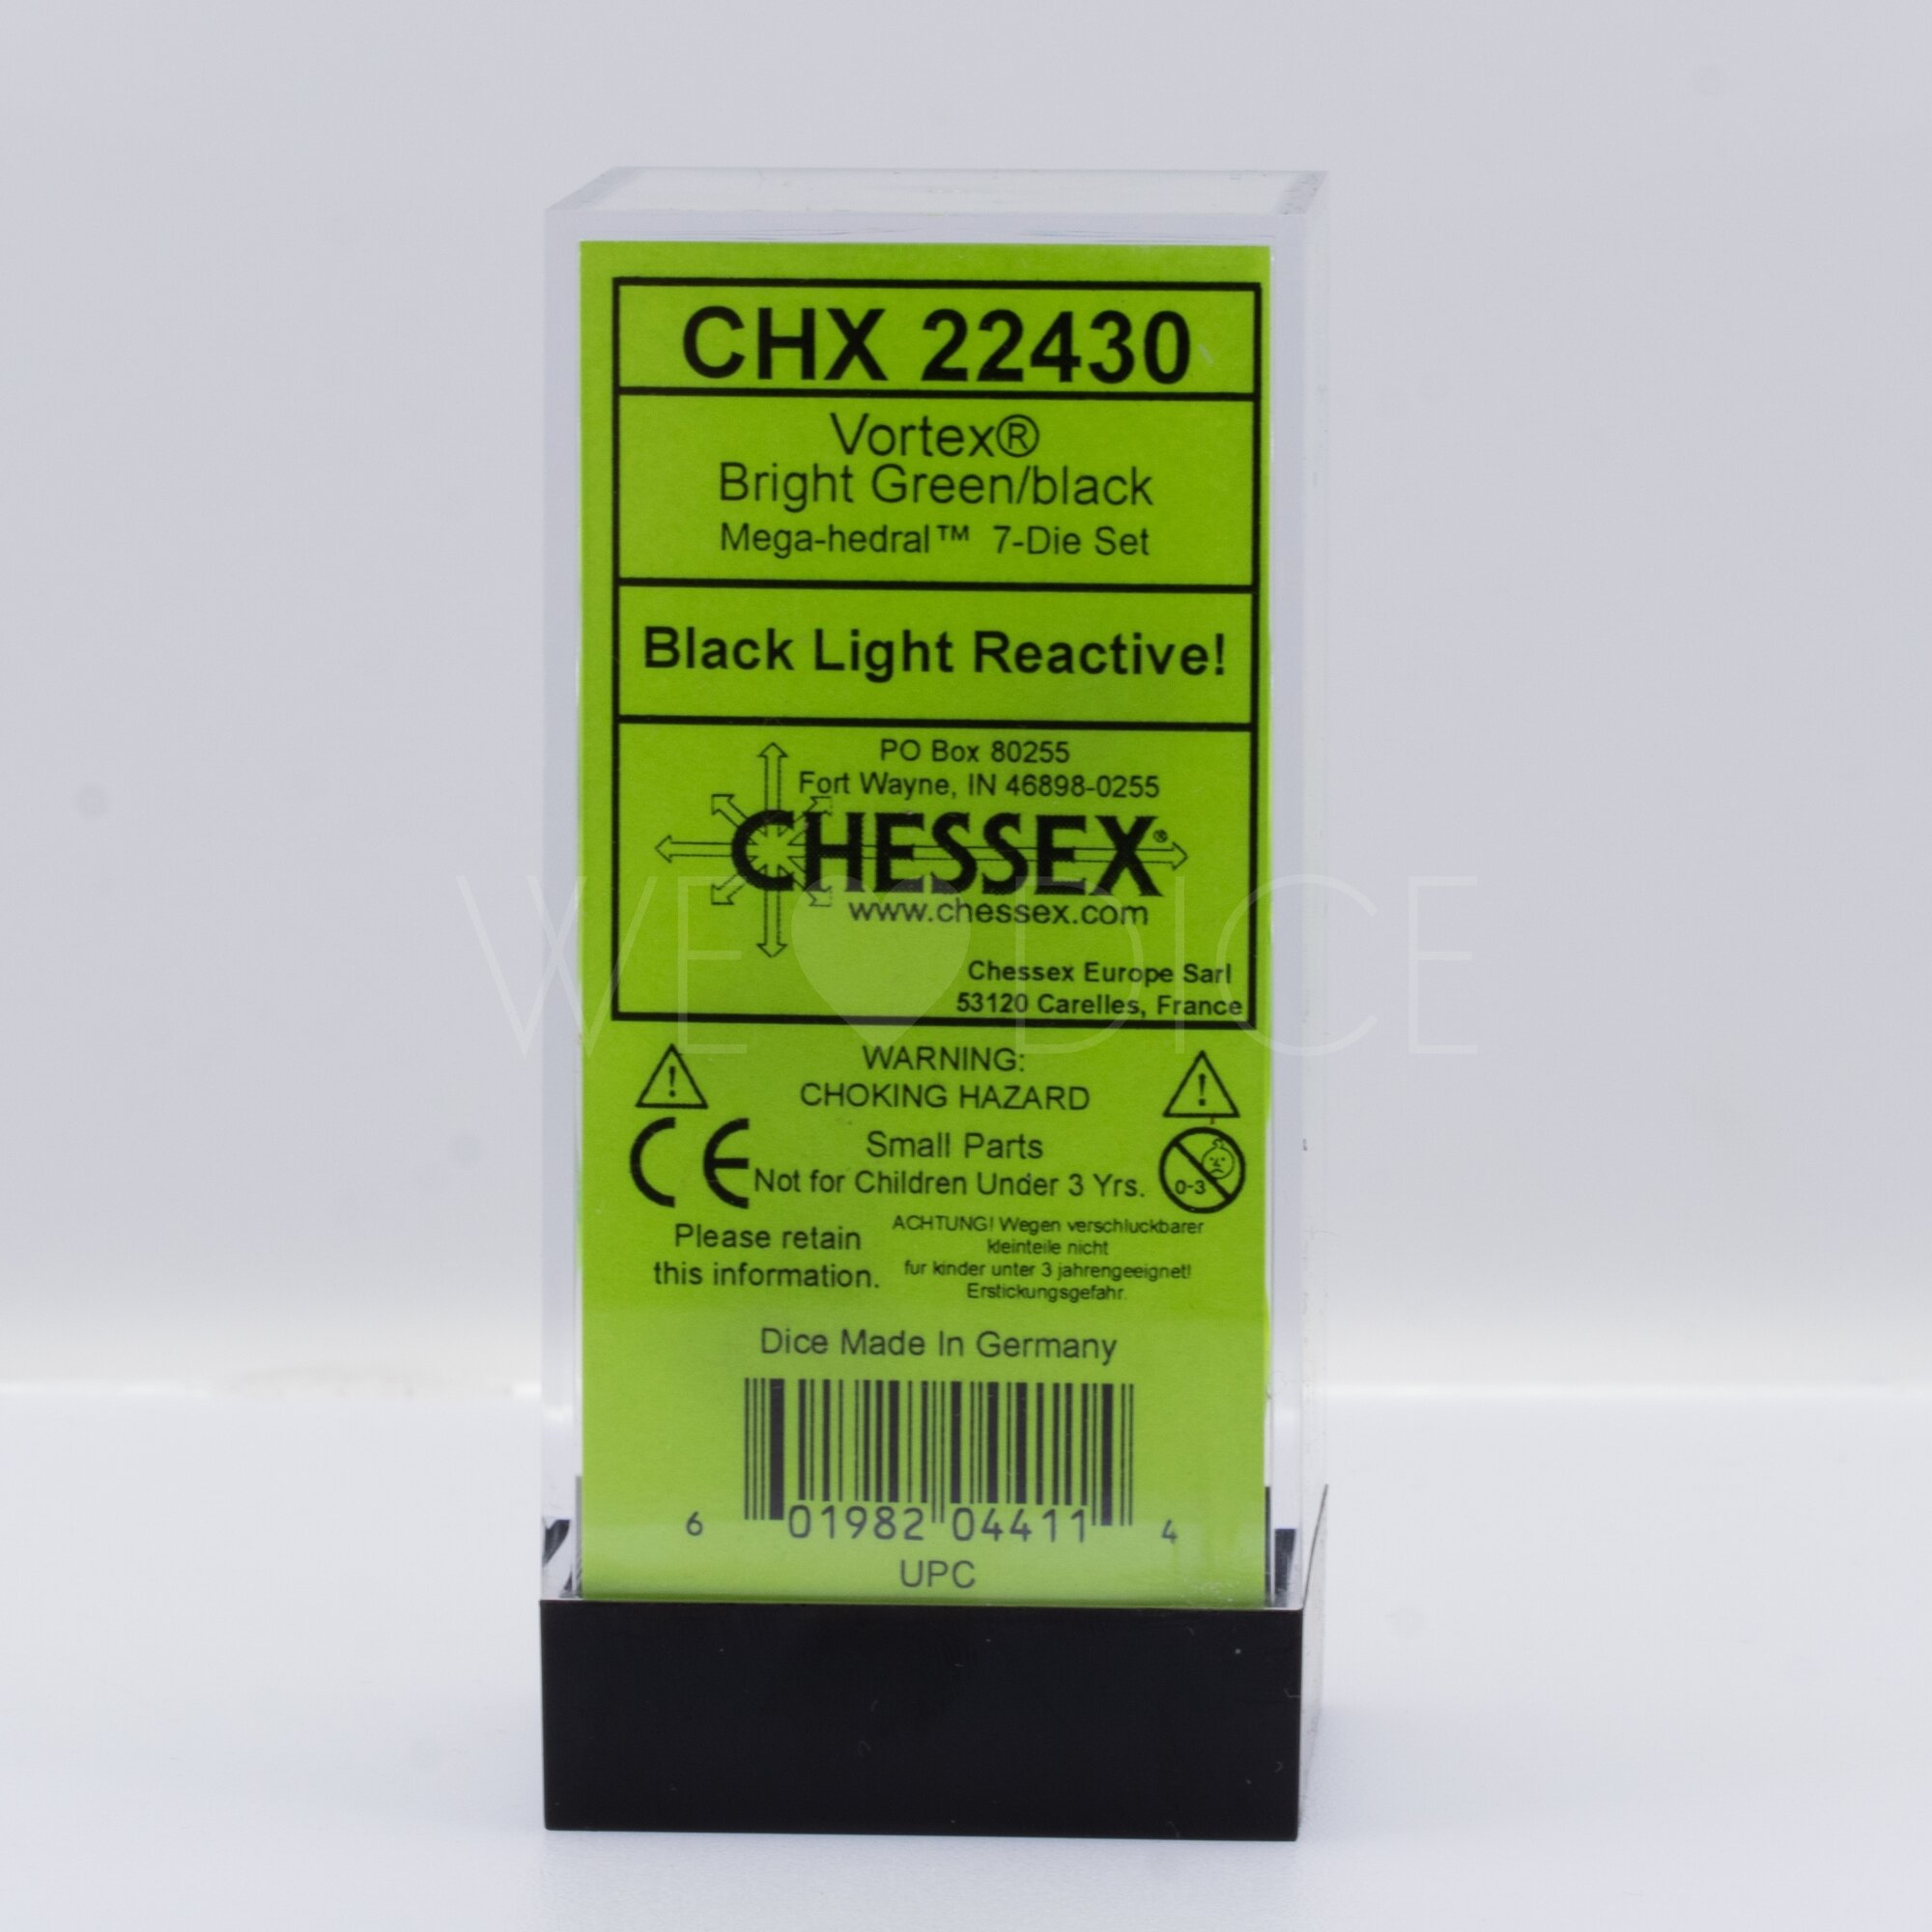 CHX 22430
Vortex®
Bright Green/black
Mega-hedral™ 7-Die Set
Black Light Reactive!
PO Box 80255
Fort Wayne, IN 46898-0255
CHESSEX®
www.chessex.com
WE DICE
Chessex Europe Sarl
53120 Carelles, France
WARNING:
CHOKING HAZARD
Small Parts
Not for Children Under 3 Yrs.
CE
0-3
Please retain
this information.
ACHTUNG! Wegen verschluckbarer
kleinteile nicht
fur kinder unter 3 jahrengeeignet!
Erstickungsgefahr.
Dice Made In Germany
6 01982 04411 4
UPC